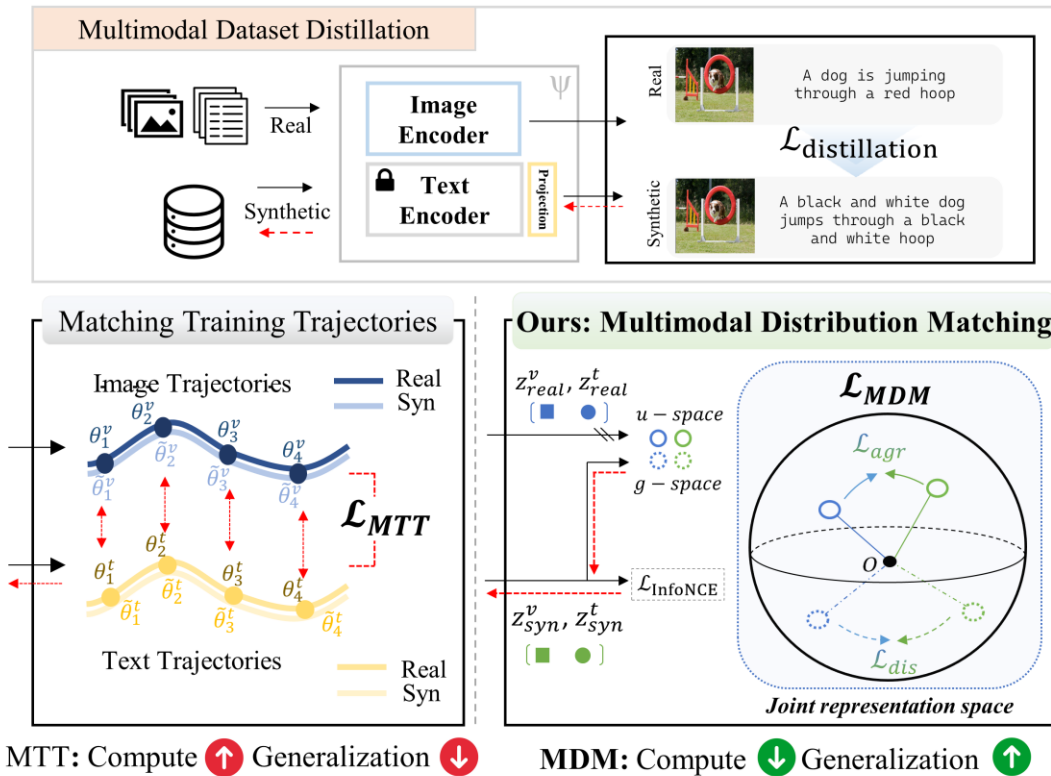 Multimodal Dataset Distillation
Real
Synthetic
Image
Encoder
Text
Encoder
Projection
Ψ
Real
A dog is jumping
through a red hoop
ℒdistillation
Synthetic
A black and white dog
jumps through a black
and white hoop
Matching Training Trajectories
Image Trajectories
Real
Syn
θ₁ᵛ θ₂ᵛ θ₃ᵛ θ₄ᵛ
θ̃₁ᵛ θ̃₂ᵛ θ̃₃ᵛ θ̃₄ᵛ
ℒMTT
θ₁ᵗ θ₂ᵗ θ₃ᵗ θ₄ᵗ
θ̃₁ᵗ θ̃₂ᵗ θ̃₃ᵗ θ̃₄ᵗ
Text Trajectories
Real
Syn
Ours: Multimodal Distribution Matching
zᵛreal, zᵗreal
u − space
g − space
ℒInfoNCE
zᵛsyn, zᵗsyn
ℒMDM
ℒagr
O
ℒdis
Joint representation space
MTT: Compute ↑ Generalization ↓
MDM: Compute ↓ Generalization ↑